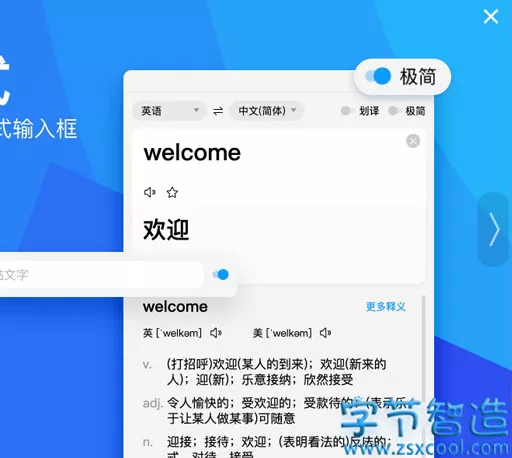 极简
英语
中文(简体)
划译
极简
式输入框
welcome
欢迎
贴文字
welcome
更多释义
英 [ˈwelkəm]
美 [ˈwelkəm]
v. (打招呼)欢迎(某人的到来)；欢迎(新来的
人)；迎(新)；乐意接纳；欣然接受
adj. 令人愉快的；受欢迎的；受款待的；(表示乐
于让某人做某事)可随意
n. 迎接；接待；欢迎；(表明看法的)反应的；
式，对待，接受
字节智造
www.zsxcool.com